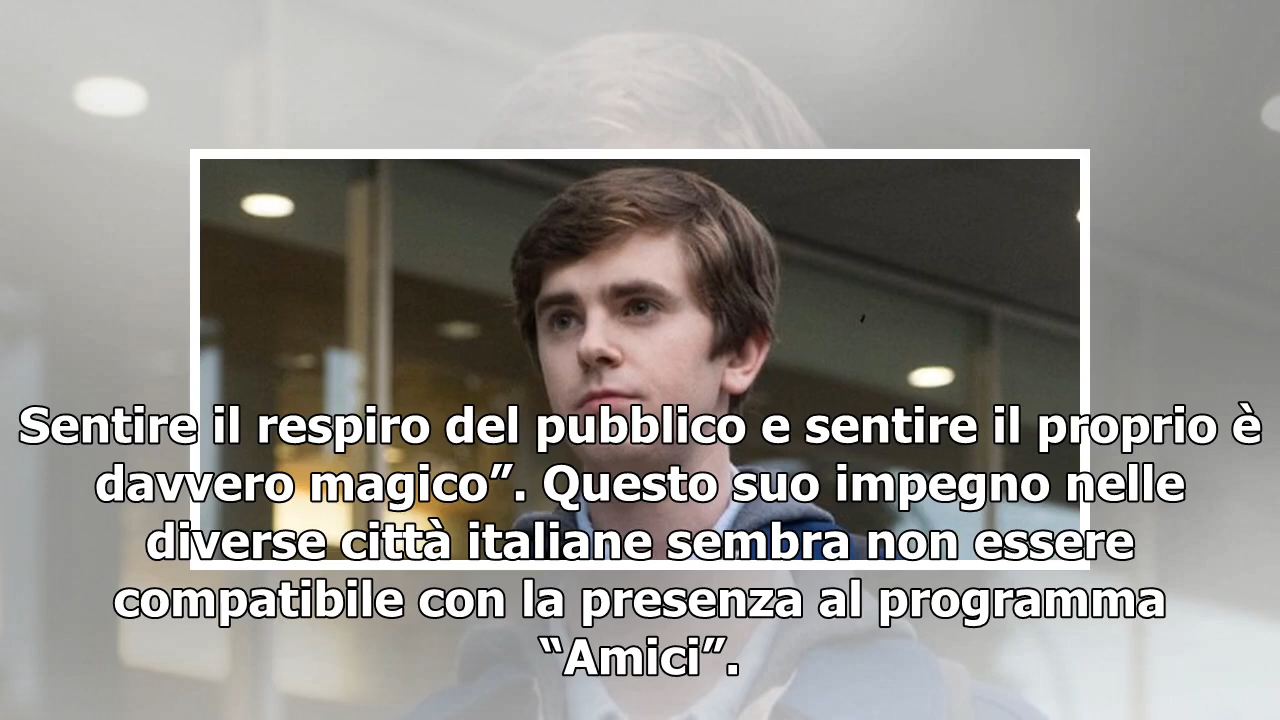 Sentire il respiro del pubblico e sentire il proprio è
davvero magico”. Questo suo impegno nelle
diverse città italiane sembra non essere
compatibile con la presenza al programma
“Amici”.